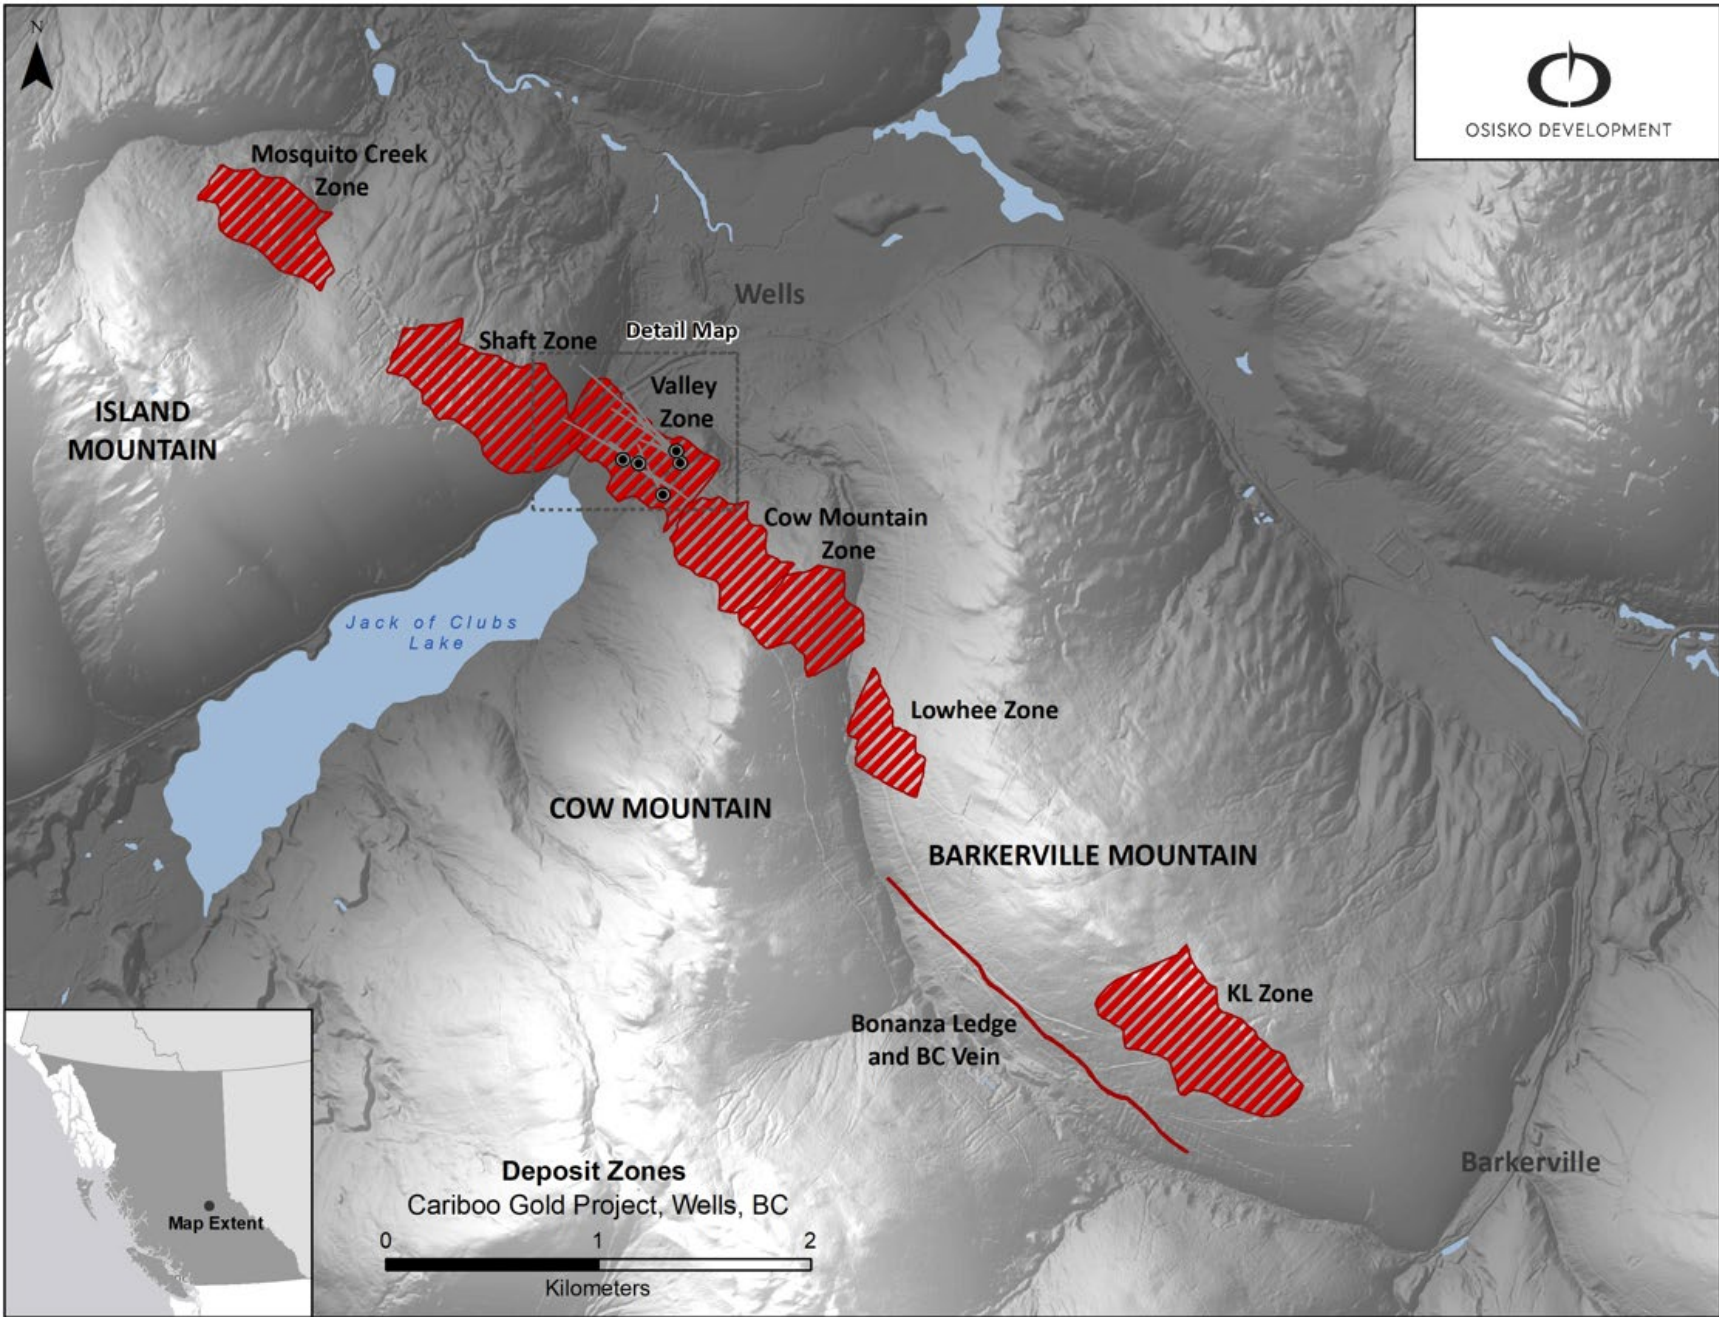 N
OSISKO DEVELOPMENT
Mosquito Creek
Zone
Wells
Detail Map
Shaft Zone
Valley
Zone
ISLAND
MOUNTAIN
Cow Mountain
Zone
Jack of Clubs
Lake
Lowhee Zone
COW MOUNTAIN
BARKERVILLE MOUNTAIN
KL Zone
Bonanza Ledge
and BC Vein
Barkerville
Deposit Zones
Cariboo Gold Project, Wells, BC
0 1 2
Kilometers
Map Extent